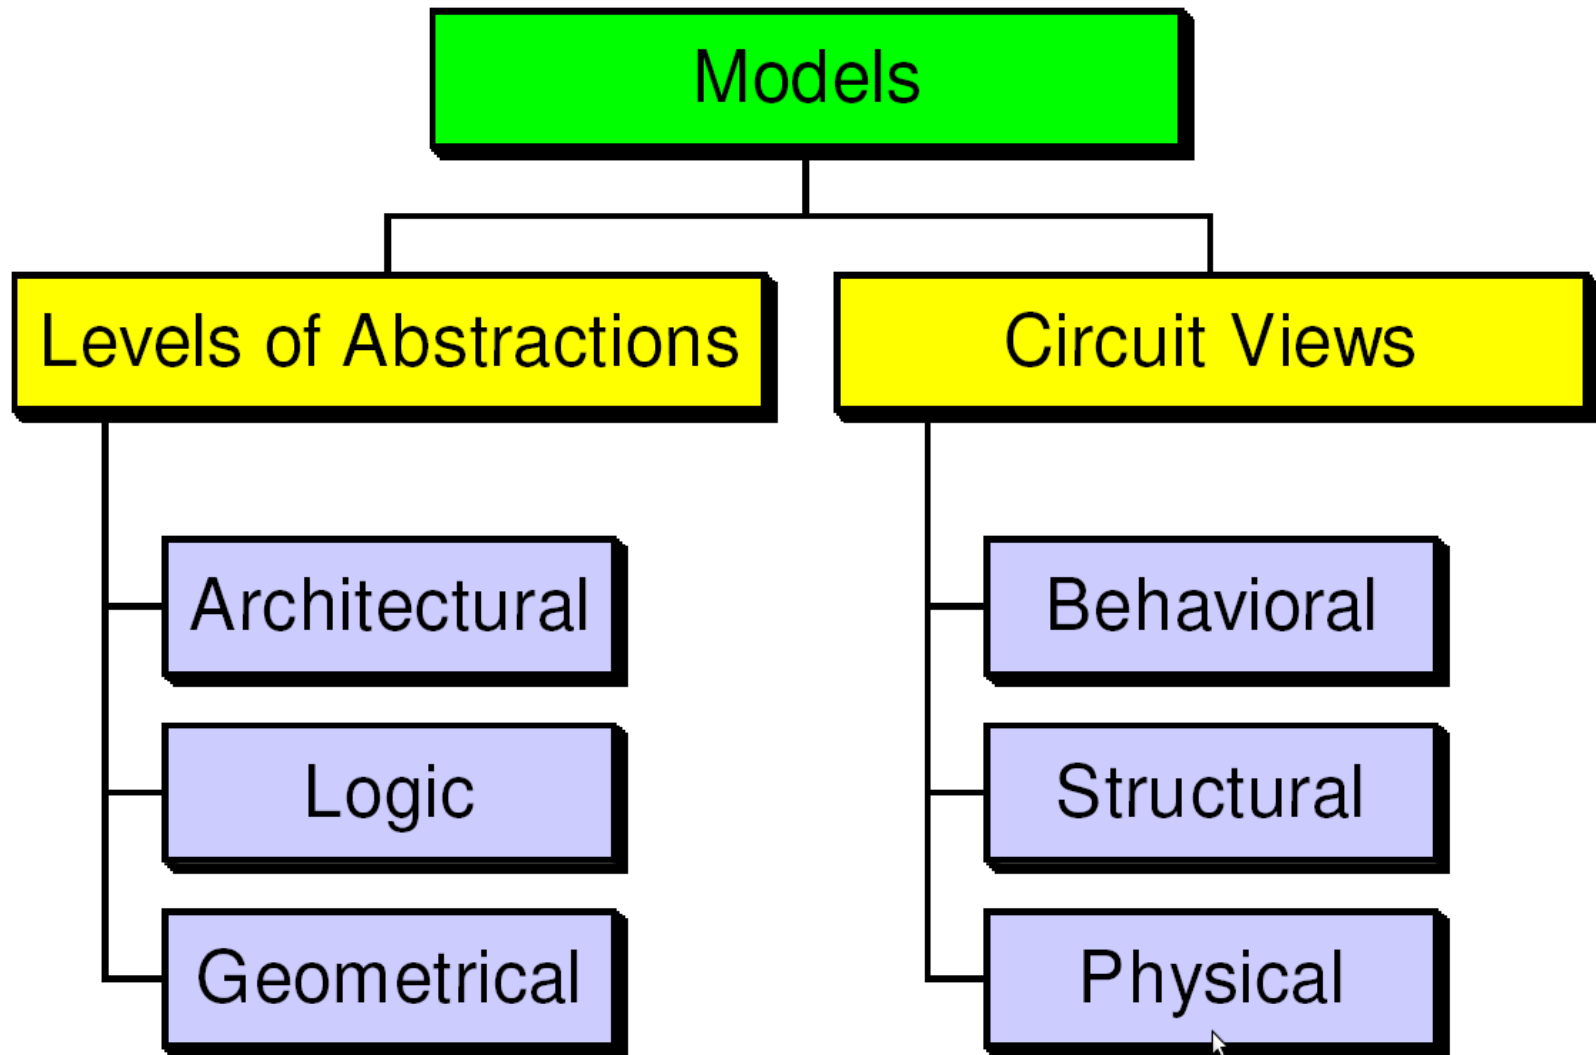 Models
Levels of Abstractions
Circuit Views
Architectural
Behavioral
Logic
Structural
Geometrical
Physical